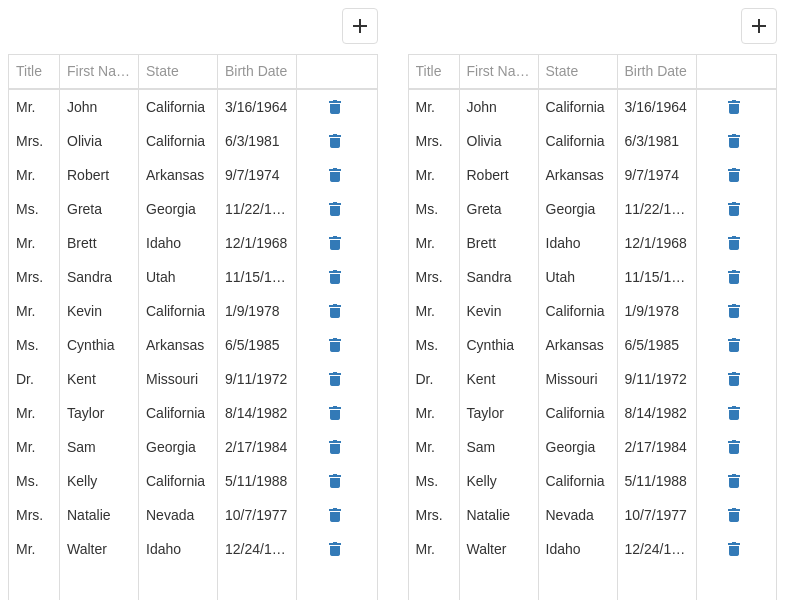 Title First Na… State Birth Date Title First Na… State Birth Date
Mr. John California 3/16/1964 Mr. John California 3/16/1964
Mrs. Olivia California 6/3/1981 Mrs. Olivia California 6/3/1981
Mr. Robert Arkansas 9/7/1974 Mr. Robert Arkansas 9/7/1974
Ms. Greta Georgia 11/22/1… Ms. Greta Georgia 11/22/1…
Mr. Brett Idaho 12/1/1968 Mr. Brett Idaho 12/1/1968
Mrs. Sandra Utah 11/15/1… Mrs. Sandra Utah 11/15/1…
Mr. Kevin California 1/9/1978 Mr. Kevin California 1/9/1978
Ms. Cynthia Arkansas 6/5/1985 Ms. Cynthia Arkansas 6/5/1985
Dr. Kent Missouri 9/11/1972 Dr. Kent Missouri 9/11/1972
Mr. Taylor California 8/14/1982 Mr. Taylor California 8/14/1982
Mr. Sam Georgia 2/17/1984 Mr. Sam Georgia 2/17/1984
Ms. Kelly California 5/11/1988 Ms. Kelly California 5/11/1988
Mrs. Natalie Nevada 10/7/1977 Mrs. Natalie Nevada 10/7/1977
Mr. Walter Idaho 12/24/1… Mr. Walter Idaho 12/24/1…